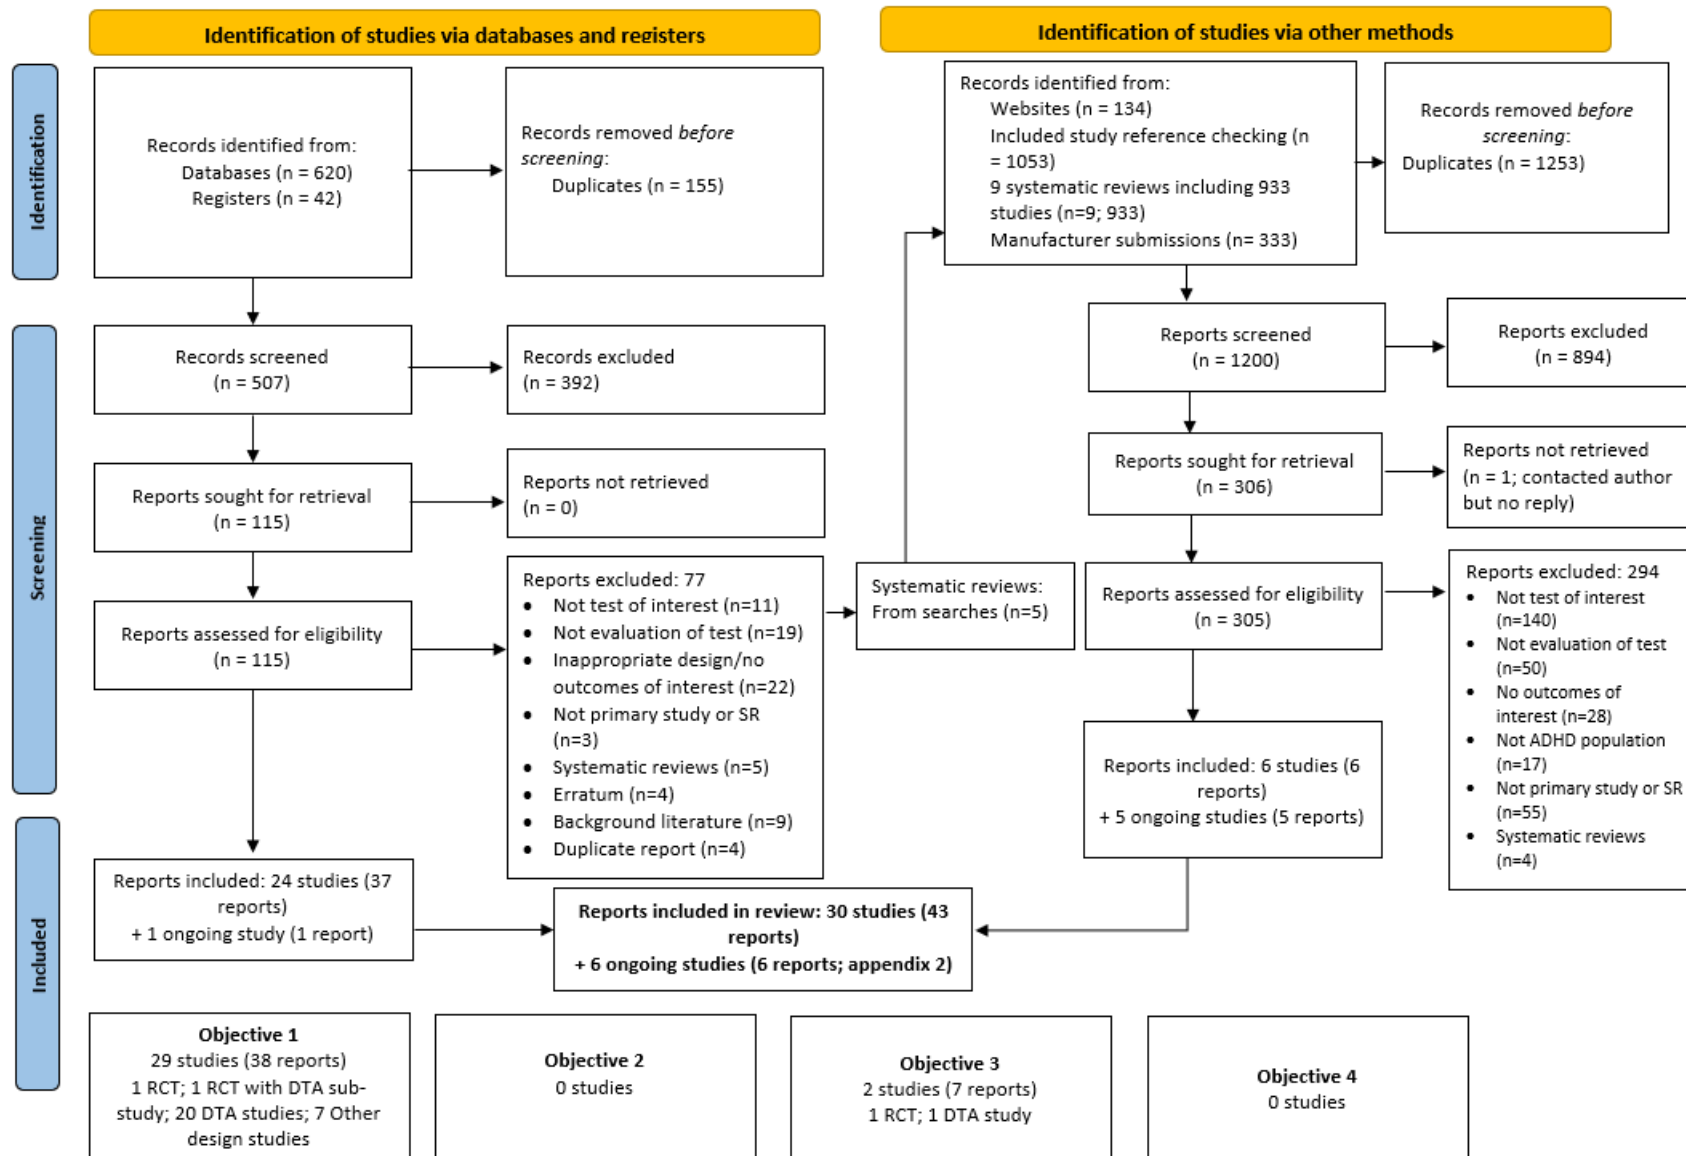 Identification of studies via databases and registers
Identification of studies via other methods
Identification
Records identified from:
Databases (n = 620)
Registers (n = 42)
Records removed before
screening:
Duplicates (n = 155)
Records identified from:
Websites (n = 134)
Included study reference checking (n
= 1053)
9 systematic reviews including 933
studies (n=9; 933)
Manufacturer submissions (n= 333)
Records removed before
screening:
Duplicates (n = 1253)
Screening
Records screened
(n = 507)
Records excluded
(n = 392)
Reports screened
(n = 1200)
Reports excluded
(n = 894)
Reports sought for retrieval
(n = 115)
Reports not retrieved
(n = 0)
Reports sought for retrieval
(n = 306)
Reports not retrieved
(n = 1; contacted author
but no reply)
Reports assessed for eligibility
(n = 115)
Reports excluded: 77
• Not test of interest (n=11)
• Not evaluation of test (n=19)
• Inappropriate design/no
outcomes of interest (n=22)
• Not primary study or SR
(n=3)
• Systematic reviews (n=5)
• Erratum (n=4)
• Background literature (n=9)
• Duplicate report (n=4)
Systematic reviews:
From searches (n=5)
Reports assessed for eligibility
(n = 305)
Reports excluded: 294
• Not test of interest
(n=140)
• Not evaluation of test
(n=50)
• No outcomes of
interest (n=28)
• Not ADHD population
(n=17)
• Not primary study or SR
(n=55)
• Systematic reviews
(n=4)
Included
Reports included: 24 studies (37
reports)
+ 1 ongoing study (1 report)
Reports included: 6 studies (6
reports)
+ 5 ongoing studies (5 reports)
Reports included in review: 30 studies (43
reports)
+ 6 ongoing studies (6 reports; appendix 2)
Objective 1
29 studies (38 reports)
1 RCT; 1 RCT with DTA sub-
study; 20 DTA studies; 7 Other
design studies
Objective 2
0 studies
Objective 3
2 studies (7 reports)
1 RCT; 1 DTA study
Objective 4
0 studies